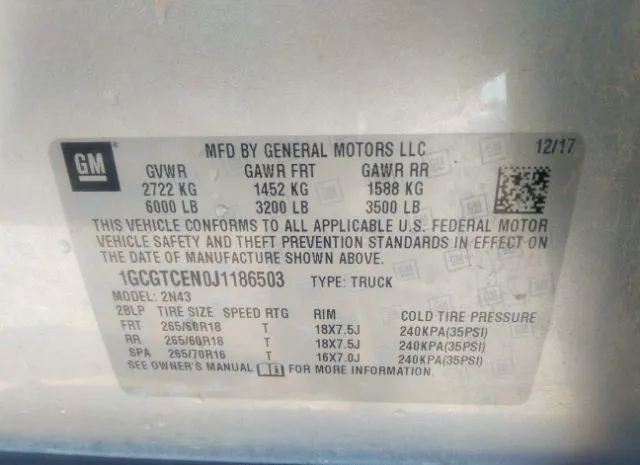 GM
MFD BY GENERAL MOTORS LLC 12/17
GVWR GAWR FRT GAWR RR
2722 KG 1452 KG 1588 KG
6000 LB 3200 LB 3500 LB
THIS VEHICLE CONFORMS TO ALL APPLICABLE U.S. FEDERAL MOTOR
VEHICLE SAFETY AND THEFT PREVENTION STANDARDS IN EFFECT ON
THE DATE OF MANUFACTURE SHOWN ABOVE.
1GCGTCEN0J1186503 TYPE: TRUCK
MODEL: 2N43
2BLP TIRE SIZE SPEED RTG RIM COLD TIRE PRESSURE
FRT 265/60R18 T 18X7.5J 240KPA(35PSI)
RR 265/60R18 T 18X7.5J 240KPA(35PSI)
SPA 265/70R16 T 16X7.0J 240KPA(35PSI)
SEE OWNER'S MANUAL FOR MORE INFORMATION.